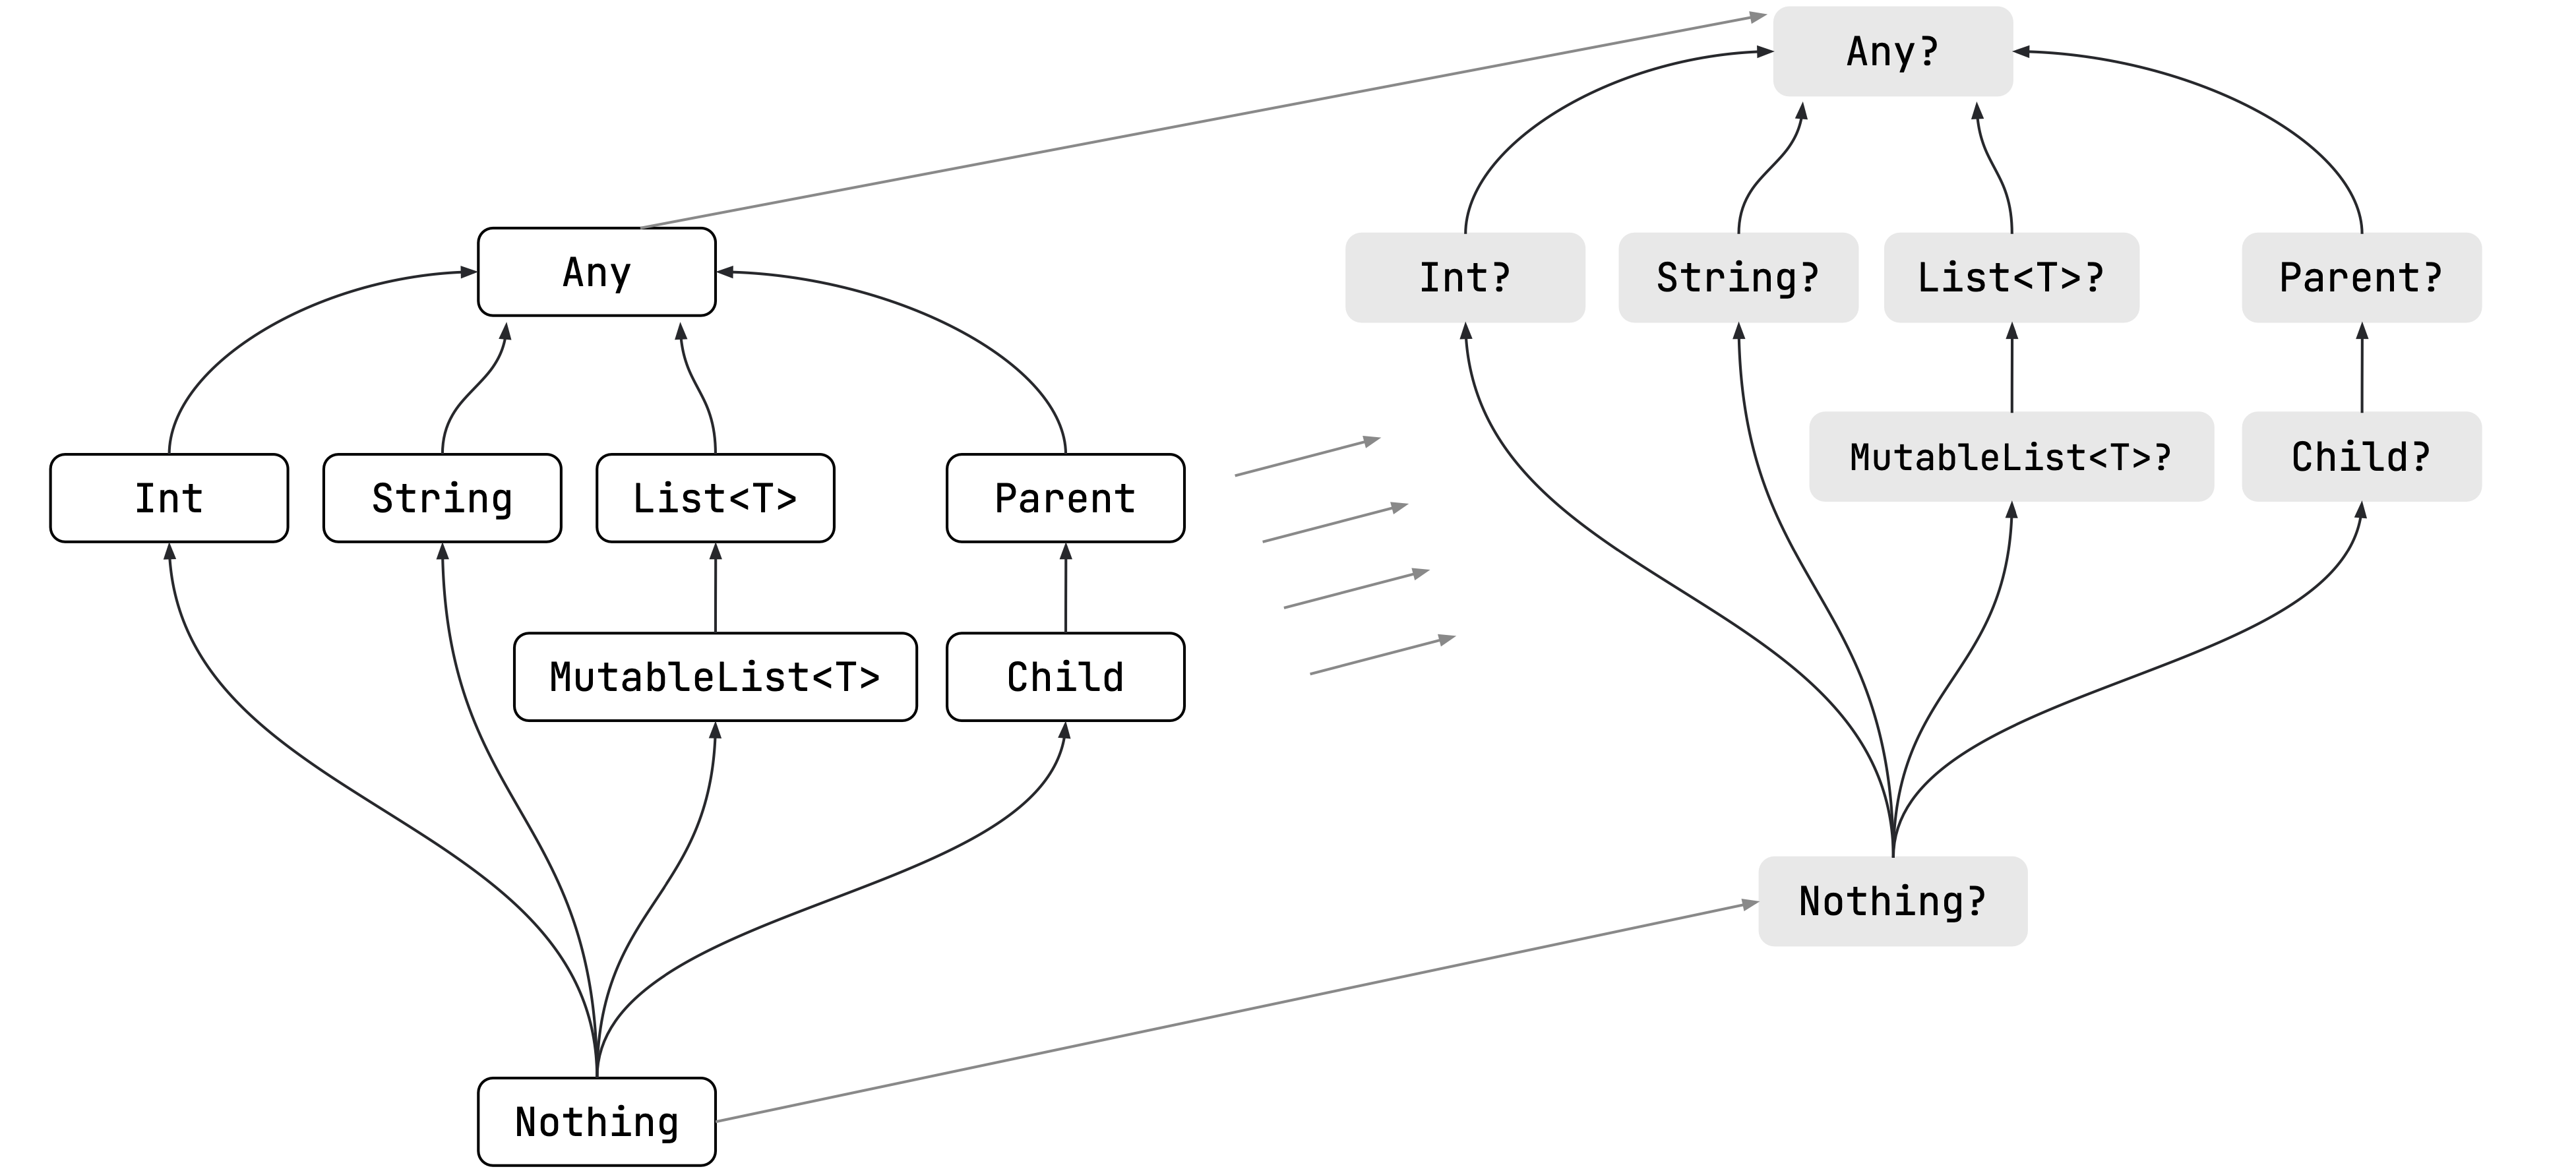 Any?
Any
Int?
String?
List<T>?
Parent?
Int
String
List<T>
Parent
MutableList<T>?
Child?
MutableList<T>
Child
Nothing?
Nothing